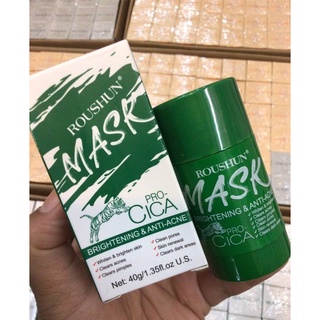 ROUSHUN®
MASK
PRO-
CICA
BRIGHTENING & ANTI-ACNE
• Whiten & brighten skin
• Clears acnes
• Clears pimples
• Clean pores
• Skin renewal
• Clears dark areas
Net. 40g/1.35fl.oz U.S.
ROUSHUN®
MASK
PRO-
CICA
BRIGHTENING & ANTI-ACNE